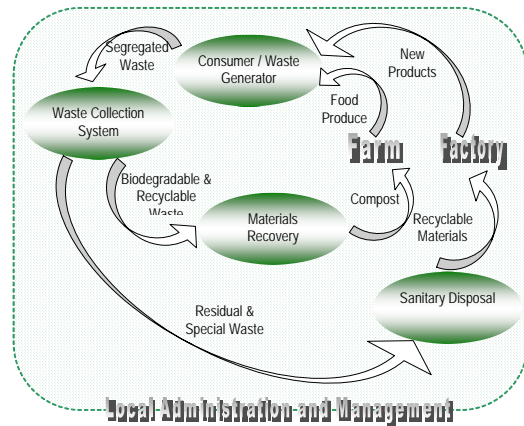 Segregated
Waste
Consumer / Waste
Generator
New
Products
Food
Produce
Waste Collection
System
Farm
Factory
Biodegradable &
Recyclable
Waste
Materials
Recovery
Compost
Recyclable
Materials
Sanitary Disposal
Residual &
Special Waste
Local Administration and Management